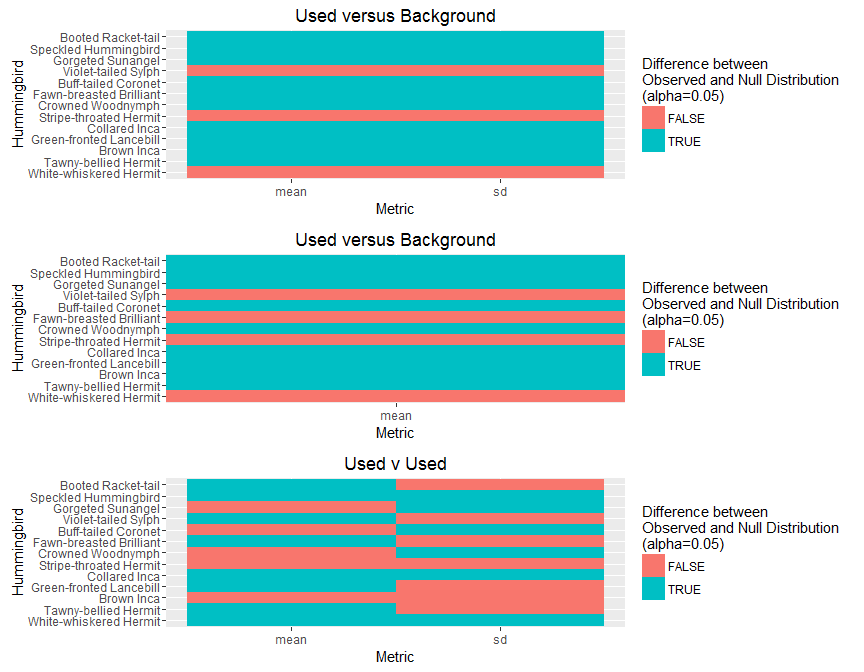 Used versus Background
Hummingbird
Booted Racket-tail
Speckled Hummingbird
Gorgeted Sunangel
Violet-tailed Sylph
Buff-tailed Coronet
Fawn-breasted Brilliant
Crowned Woodnymph
Stripe-throated Hermit
Collared Inca
Green-fronted Lancebill
Brown Inca
Tawny-bellied Hermit
White-whiskered Hermit
mean
sd
Metric
Difference between
Observed and Null Distribution
(alpha=0.05)
FALSE
TRUE
Used versus Background
Hummingbird
Booted Racket-tail
Speckled Hummingbird
Gorgeted Sunangel
Violet-tailed Sylph
Buff-tailed Coronet
Fawn-breasted Brilliant
Crowned Woodnymph
Stripe-throated Hermit
Collared Inca
Green-fronted Lancebill
Brown Inca
Tawny-bellied Hermit
White-whiskered Hermit
mean
Metric
Difference between
Observed and Null Distribution
(alpha=0.05)
FALSE
TRUE
Used v Used
Hummingbird
Booted Racket-tail
Speckled Hummingbird
Gorgeted Sunangel
Violet-tailed Sylph
Buff-tailed Coronet
Fawn-breasted Brilliant
Crowned Woodnymph
Stripe-throated Hermit
Collared Inca
Green-fronted Lancebill
Brown Inca
Tawny-bellied Hermit
White-whiskered Hermit
mean
sd
Metric
Difference between
Observed and Null Distribution
(alpha=0.05)
FALSE
TRUE